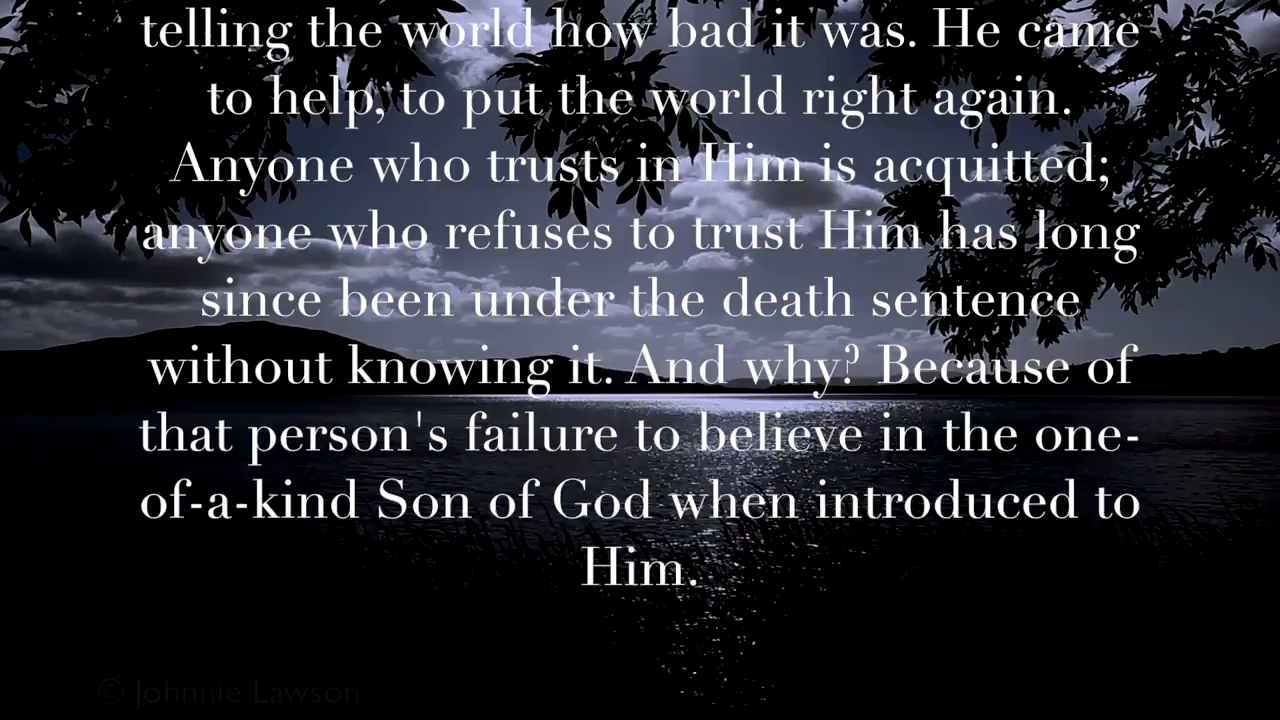 telling the world how bad it was. He came
to help, to put the world right again.
Anyone who trusts in Him is acquitted;
anyone who refuses to trust Him has long
since been under the death sentence
without knowing it. And why? Because of
that person's failure to believe in the one-
of-a-kind Son of God when introduced to
Him.
© Johnnie Lawson